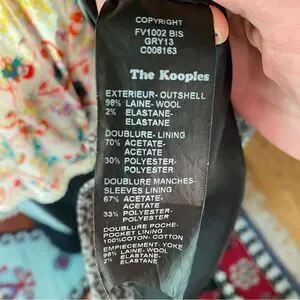 COPYRIGHT
FV1002 BIS
GRY13
C008163
The Kooples
EXTERIEUR-OUTSHELL
98% LAINE-WOOL
2% ELASTANE-
ELASTANE
DOUBLURE-LINING
70% ACETATE-
ACETATE
30% POLYESTER-
POLYESTER
DOUBLURE MANCHES-
SLEEVES LINING
67% ACETATE-
ACETATE
33% POLYESTER-
POLYESTER
DOUBLURE POCHE-
POCKET LINING
100%COTON- COTTON
EMPIECEMENT- YOKE
98% LAINE- WOOL
2% ELASTANE-
ELASTANE